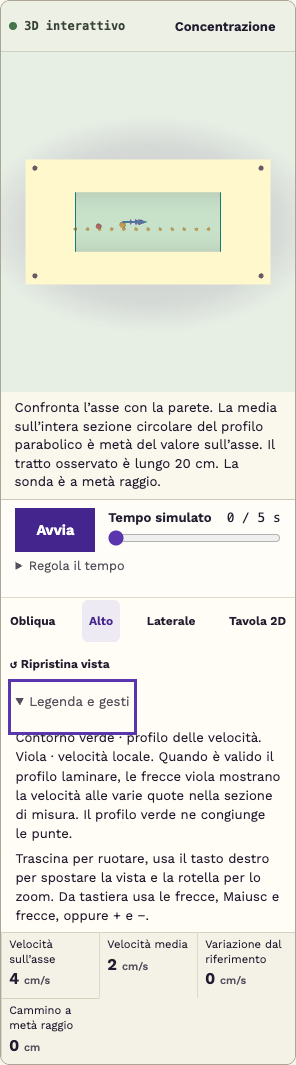 3D interattivo
Concentrazione
Confronta l’asse con la parete. La media
sull’intera sezione circolare del profilo
parabolico è metà del valore sull’asse. Il
tratto osservato è lungo 20 cm. La
sonda è a metà raggio.
Avvia
Tempo simulato 0 / 5 s
▶ Regola il tempo
Obliqua Alto Laterale Tavola 2D
↺ Ripristina vista
▼ Legenda e gesti
Contorno verde · profilo delle velocità.
Viola · velocità locale. Quando è valido il
profilo laminare, le frecce viola mostrano
la velocità alle varie quote nella sezione
di misura. Il profilo verde ne congiunge
le punte.
Trascina per ruotare, usa il tasto destro
per spostare la vista e la rotella per lo
zoom. Da tastiera usa le frecce, Maiusc e
frecce, oppure + e −.
Velocità
sull’asse
4 cm/s
Velocità media
2 cm/s
Variazione dal
riferimento
0 cm/s
Cammino a
metà raggio
0 cm